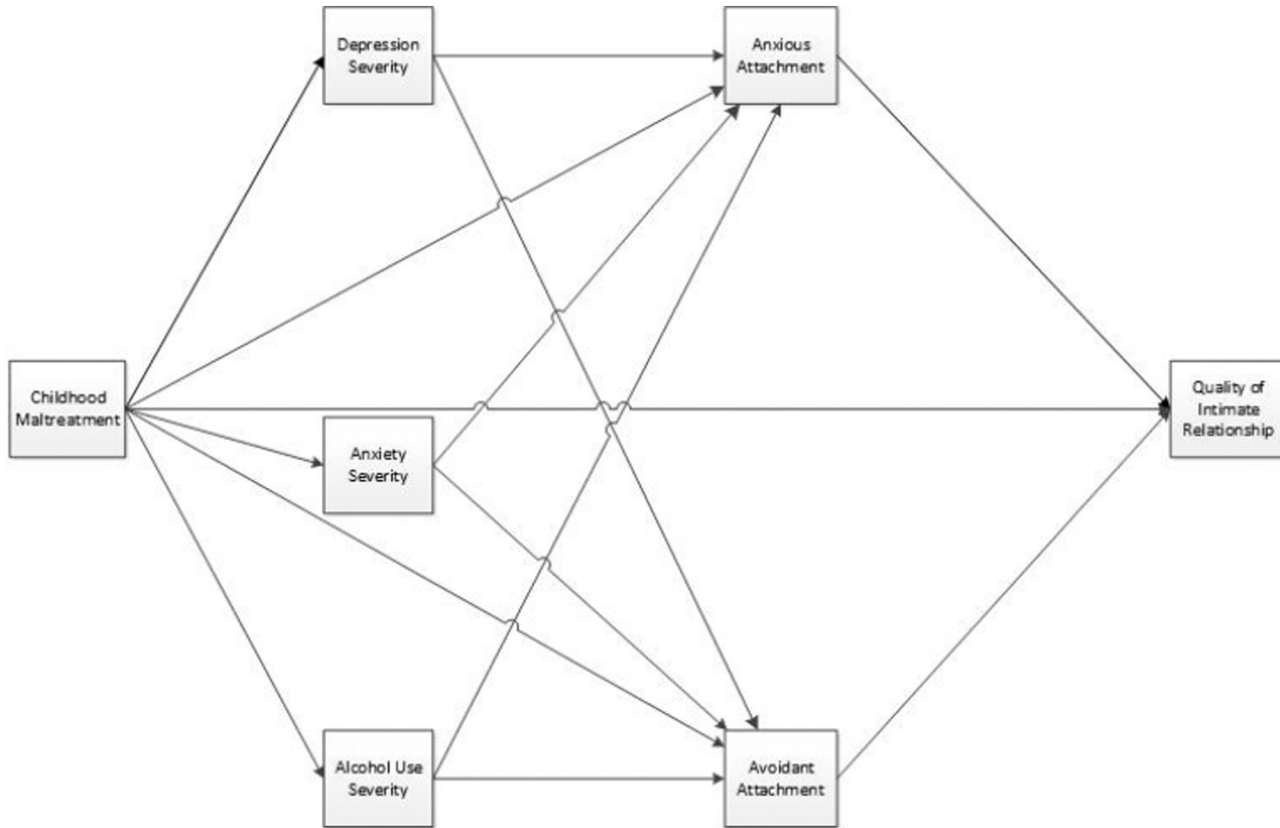 Depression
Severity
Anxious
Attachment
Childhood
Maltreatment
Anxiety
Severity
Quality of
Intimate
Relationship
Alcohol Use
Severity
Avoidant
Attachment